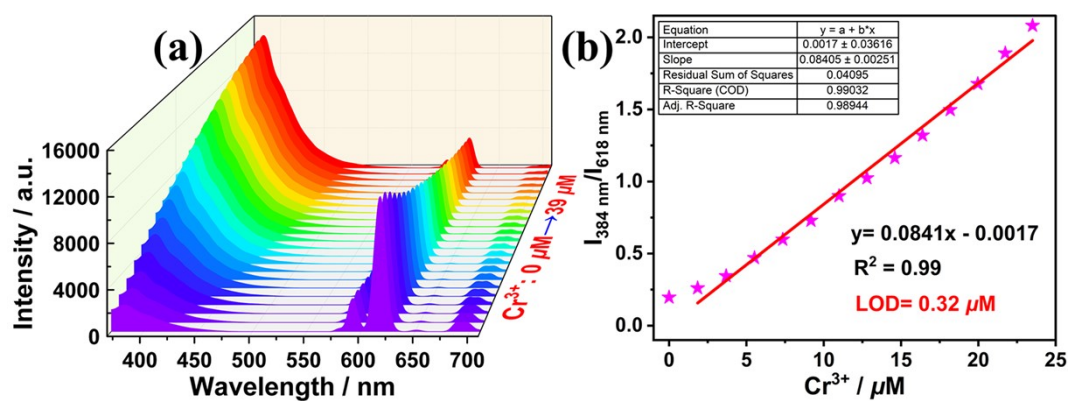 (a)
16000
12000
8000
4000
0
Intensity / a.u.
400 450 500 550 600 650 700
Wavelength / nm
Cr³⁺: 0 μM→39 μM
(b)
Equation y = a + b*x
Intercept 0.0017 ± 0.03616
Slope 0.08405 ± 0.00251
Residual Sum of Squares 0.04095
R-Square (COD) 0.99032
Adj. R-Square 0.98944
2.0
1.5
1.0
0.5
0.0
I384 nm/I618 nm
y= 0.0841x - 0.0017
R² = 0.99
LOD= 0.32 μM
0 5 10 15 20 25
Cr³⁺ / μM